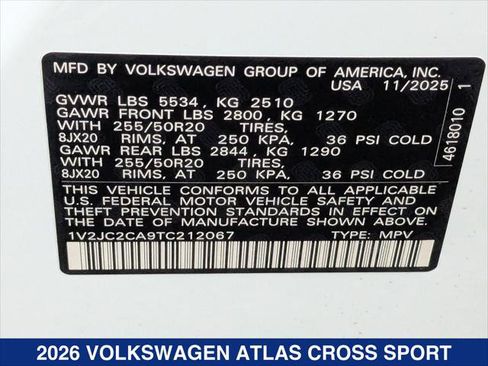 MFD BY VOLKSWAGEN GROUP OF AMERICA, INC.
USA 11/2025
GVWR LBS 5534, KG 2510
GAWR FRONT LBS 2800, KG 1270
WITH 255/50R20 TIRES,
8JX20 RIMS, AT 250 KPA, 36 PSI COLD
GAWR REAR LBS 2844, KG 1290
WITH 255/50R20 TIRES,
8JX20 RIMS, AT 250 KPA, 36 PSI COLD
THIS VEHICLE CONFORMS TO ALL APPLICABLE
U.S. FEDERAL MOTOR VEHICLE SAFETY AND
THEFT PREVENTION STANDARDS IN EFFECT ON
THE DATE OF MANUFACTURE SHOWN ABOVE.
1V2JC2CA9TC212067 TYPE: MPV
4618010 1
2026 VOLKSWAGEN ATLAS CROSS SPORT